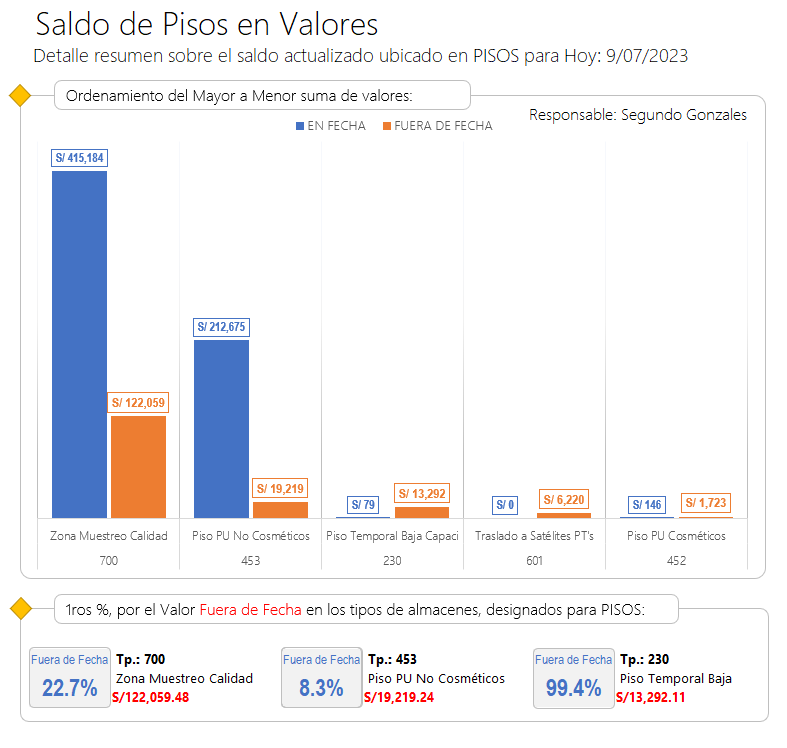 Saldo de Pisos en Valores
Detalle resumen sobre el saldo actualizado ubicado en PISOS para Hoy: 9/07/2023
Ordenamiento del Mayor a Menor suma de valores:
Responsable: Segundo Gonzales
EN FECHA FUERA DE FECHA
S/ 415,184
S/ 212,675
S/ 122,059
S/ 19,219
S/ 79
S/ 13,292
S/ 0
S/ 6,220
S/ 146
S/ 1,723
Zona Muestreo Calidad Piso PU No Cosméticos Piso Temporal Baja Capaci Traslado a Satélites PT's Piso PU Cosméticos
700 453 230 601 452
1ros %, por el Valor Fuera de Fecha en los tipos de almacenes, designados para PISOS:
Fuera de Fecha
22.7%
Tp.: 700
Zona Muestreo Calidad
S/122,059.48
Fuera de Fecha
8.3%
Tp.: 453
Piso PU No Cosméticos
S/19,219.24
Fuera de Fecha
99.4%
Tp.: 230
Piso Temporal Baja
S/13,292.11